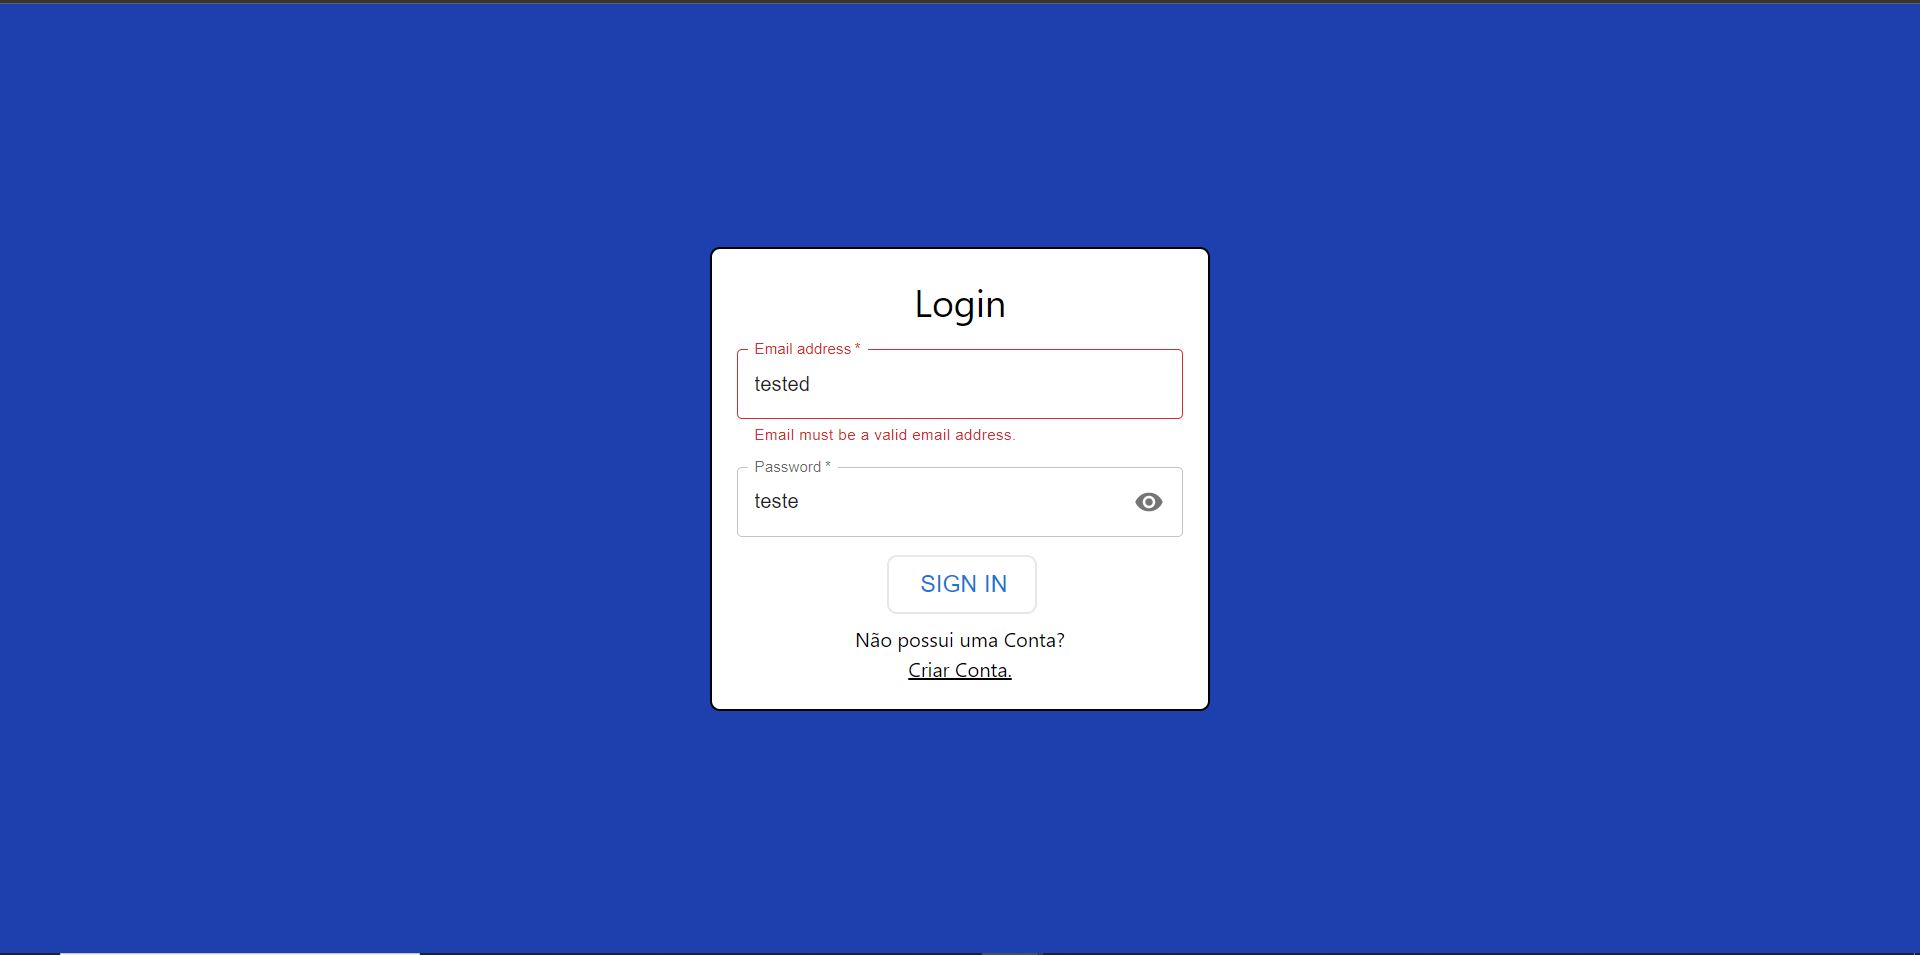 Login
Email address *
tested
Email must be a valid email address.
Password *
teste
SIGN IN
Não possui uma Conta?
Criar Conta.